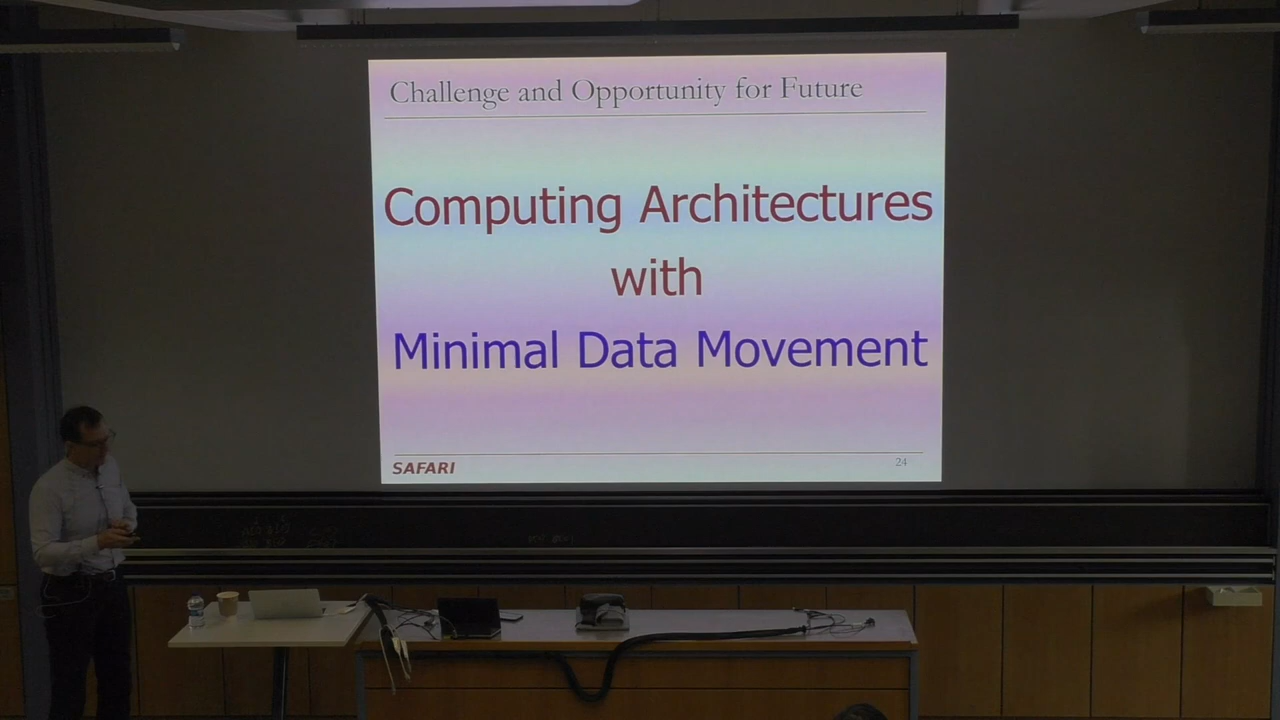 Challenge and Opportunity for Future
Computing Architectures
with
Minimal Data Movement
SAFARI
24